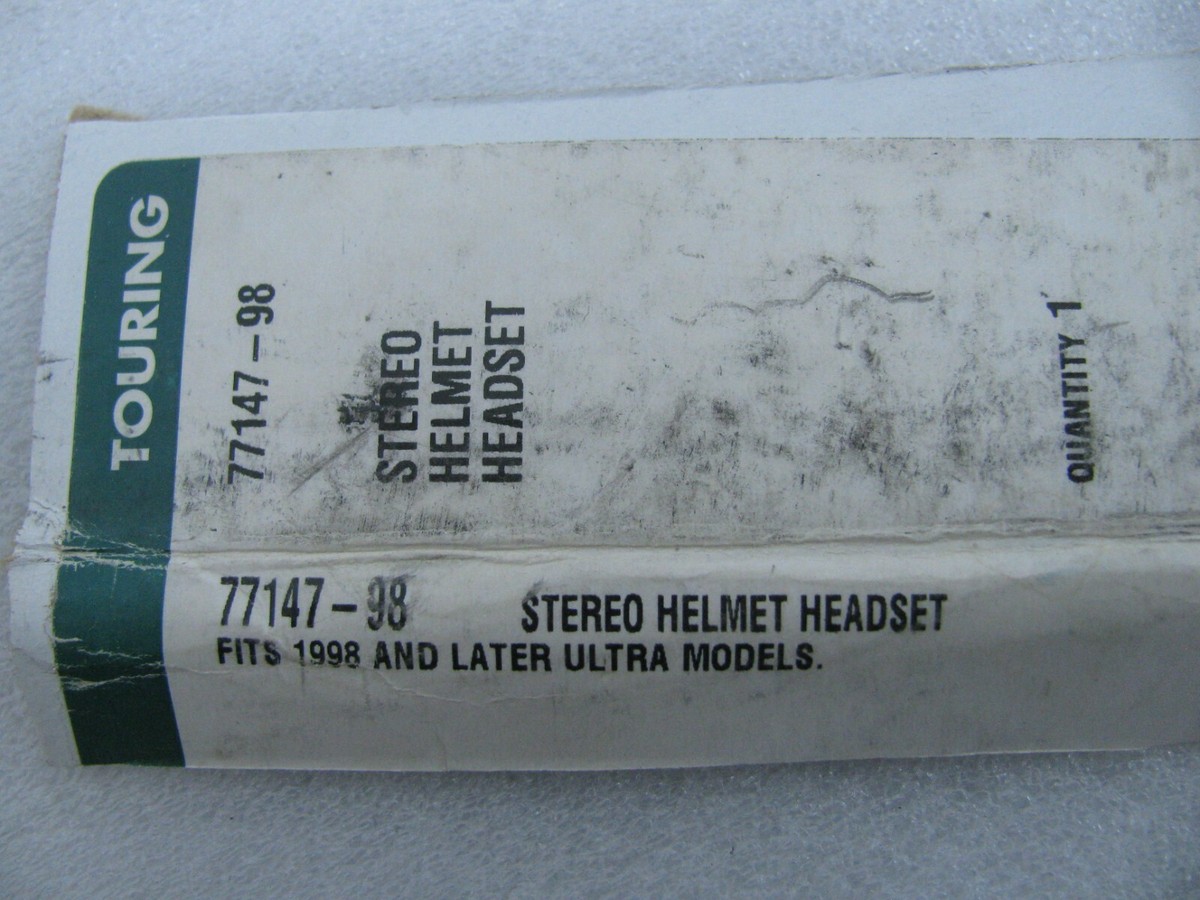 TOURING
77147-98
STEREO
HELMET
HEADSET
QUANTITY 1
77147-98 STEREO HELMET HEADSET
FITS 1998 AND LATER ULTRA MODELS.